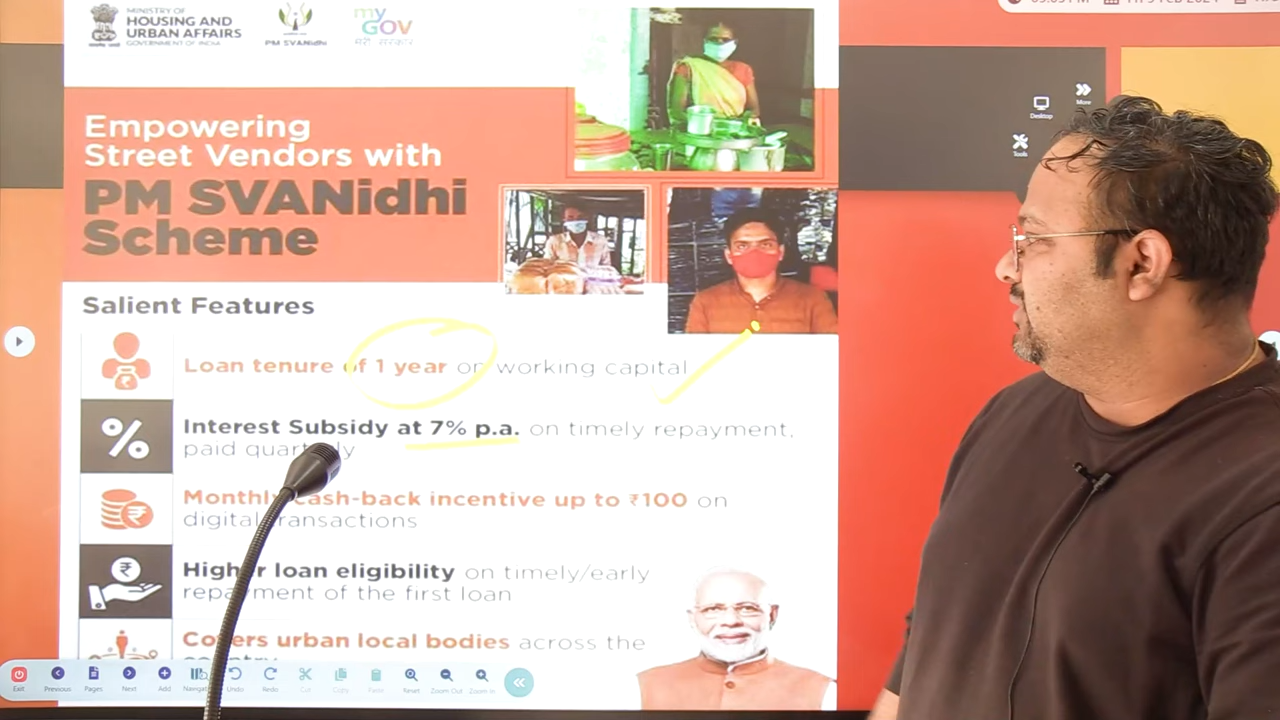 MINISTRY OF
HOUSING AND
URBAN AFFAIRS
GOVERNMENT OF INDIA
PM SVANidhi
my
GOV
मेरी सरकार
Empowering
Street Vendors with
PM SVANidhi
Scheme
Salient Features
Loan tenure of 1 year on working capital
Interest Subsidy at 7% p.a. on timely repayment,
paid quarterly
Monthly cash-back incentive up to ₹100 on
digital transactions
Higher loan eligibility on timely/early
repayment of the first loan
Covers urban local bodies across the
country
Desktop
More
Tools
Exit
Previous
Pages
Next
Add
Undo
Redo
Cut
Copy
Paste
Reset
Zoom Out
Zoom In